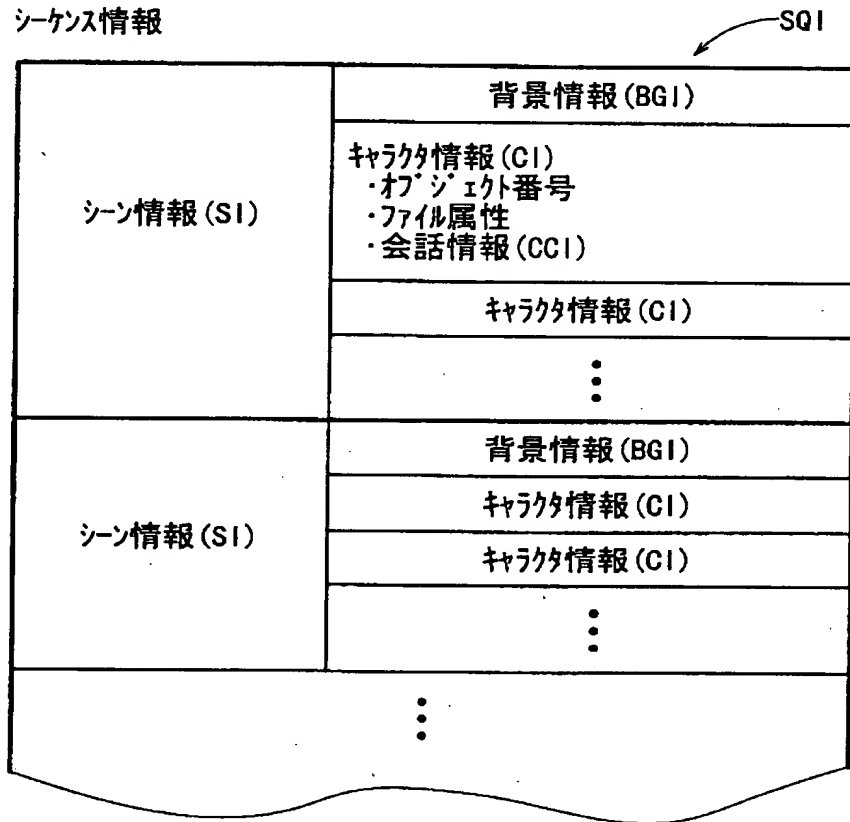 シーケンス情報
SQI
シーン情報(SI)
背景情報(BGI)
キャラクタ情報(CI)
・オブジェクト番号
・ファイル属性
・会話情報(CCI)
キャラクタ情報(CI)
シーン情報(SI)
背景情報(BGI)
キャラクタ情報(CI)
キャラクタ情報(CI)